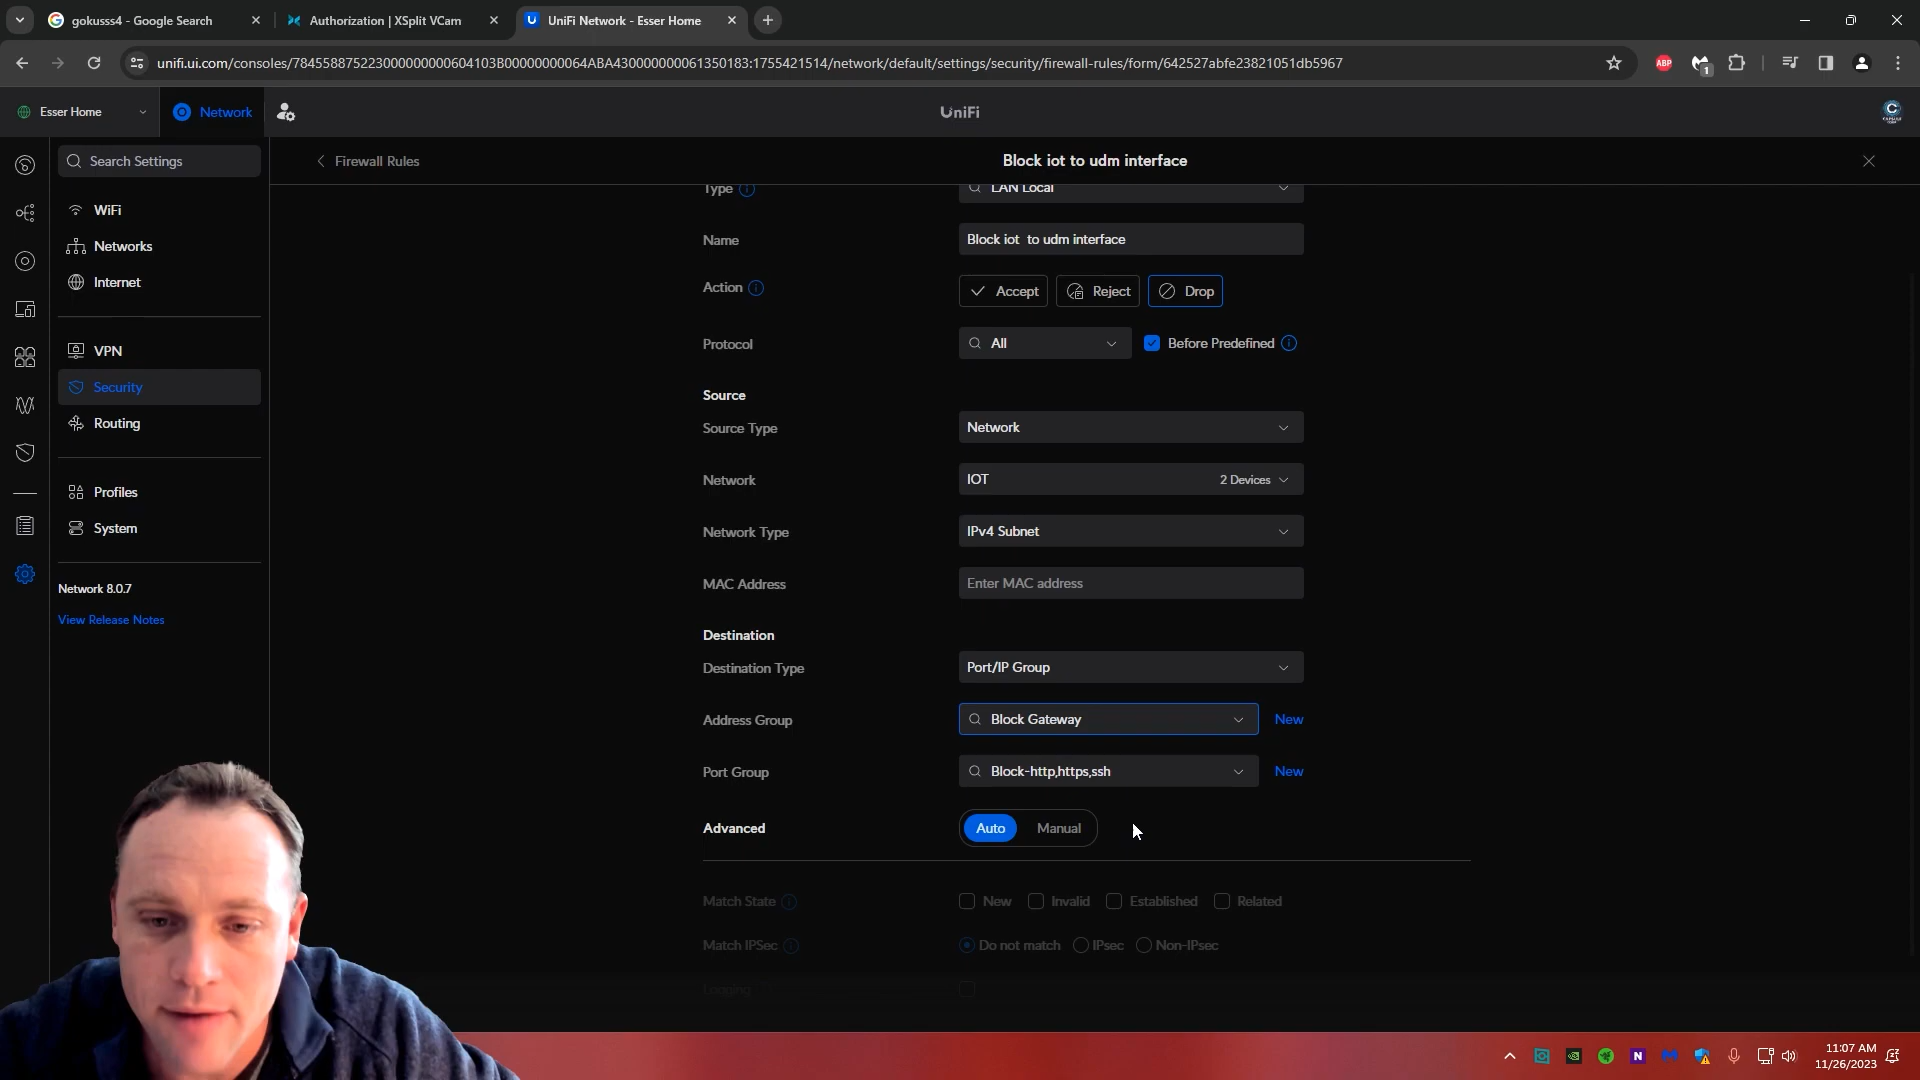 gokusss4 - Google Search
Authorization | XSplit VCam
UniFi Network - Esser Home
unifi.ui.com/consoles/784558875223000000000604103B00000000064ABA430000000061350183:1755421514/network/default/settings/security/firewall-rules/form/642527abfe23821051db5967
ABP
1
Esser Home
Network
UniFi
Search Settings
Firewall Rules
Block iot to udm interface
WiFi
Networks
Internet
VPN
Security
Routing
Profiles
System
Network 8.0.7
View Release Notes
Type
LAN Local
Name
Block iot to udm interface
Action
Accept
Reject
Drop
Protocol
All
Before Predefined
Source
Source Type
Network
Network
IOT
2 Devices
Network Type
IPv4 Subnet
MAC Address
Enter MAC address
Destination
Destination Type
Port/IP Group
Address Group
Block Gateway
New
Port Group
Block-http,https,ssh
New
Advanced
Auto
Manual
Match State
New
Invalid
Established
Related
Match IPSec
Do not match
IPsec
Non-IPsec
Logging
11:07 AM
11/26/2023